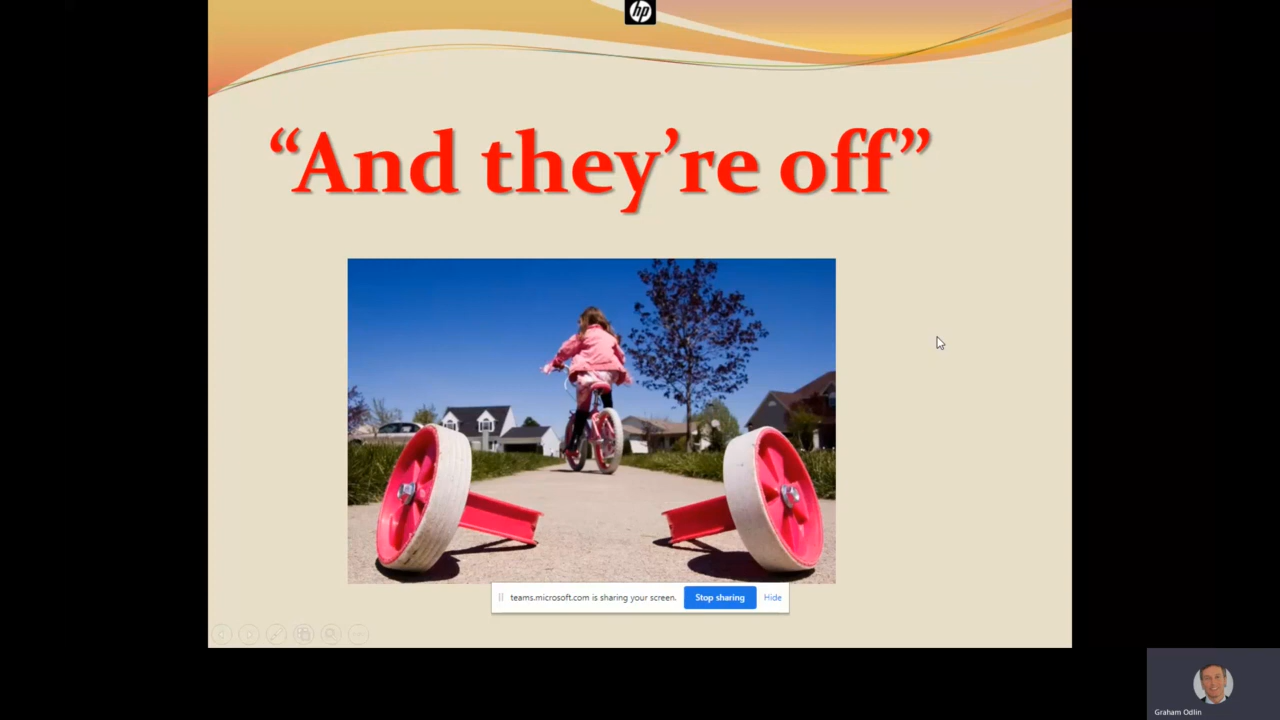 hp
“And they’re off”
teams.microsoft.com is sharing your screen.
Stop sharing
Hide
Graham Odlin